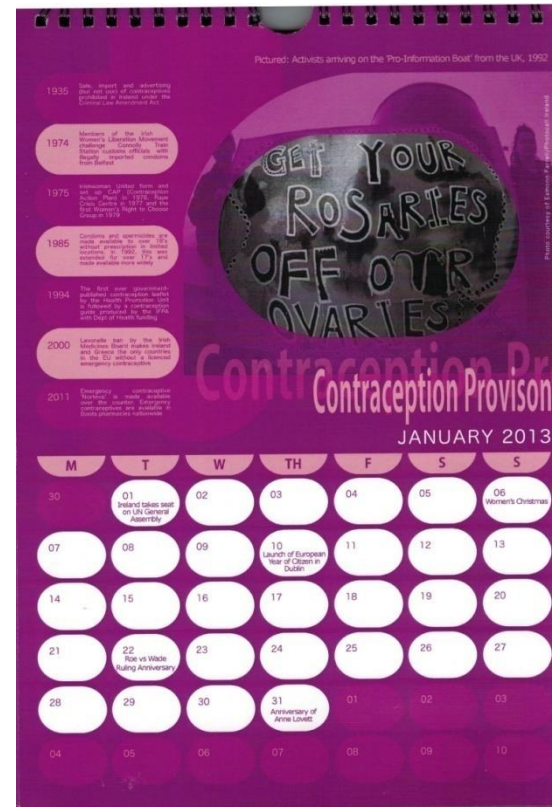 Pictured: Activists arriving on the 'Pro-Information Boat' from the UK, 1992
1935
Sale, import and advertising
(but not use) of contraceptives
prohibited in Ireland under the
Criminal Law Amendment Act
1974
Members of the Irish
Women's Liberation Movement
challenge Connolly Train
Station customs officials with
illegally imported condoms
from Belfast
1975
Irishwomen United form and
set up CAP (Contraception
Action Plan) in 1976, Rape
Crisis Centre in 1977 and the
first Women's Right to Choose
Group in 1979
1985
Condoms and spermicides are
made available to over 18's
without prescription in limited
locations. In 1992, this was
extended for over 17's and
made available more widely
1994
The first ever government-
published contraception leaflet
by the Health Promotion Unit
is followed by a contraception
guide produced by the IFPA
with Dept of Health funding
2000
Levonelle ban by the Irish
Medicines Board makes Ireland
and Greece the only countries
in the EU without a licenced
emergency contraceptive
2011
Emergency contraceptive
'Norlevo' is made available
over the counter. Emergency
contraceptives are available in
Boots pharmacies nationwide
GET YOUR
ROSARIES
OFF OUR
OVARIES
Contraception Pr
Contraception Provison
JANUARY 2013
M T W TH F S S
30 01 02 03 04 05 06
Ireland takes seat
on UN General
Assembly
Women's Christmas
07 08 09 10 11 12 13
Launch of European
Year of Citizen in
Dublin
14 15 16 17 18 19 20
21 22 23 24 25 26 27
Roe vs Wade
Ruling Anniversary
28 29 30 31 01 02 03
Anniversary of
Anne Lovett
04 05 06 07 08 09 10